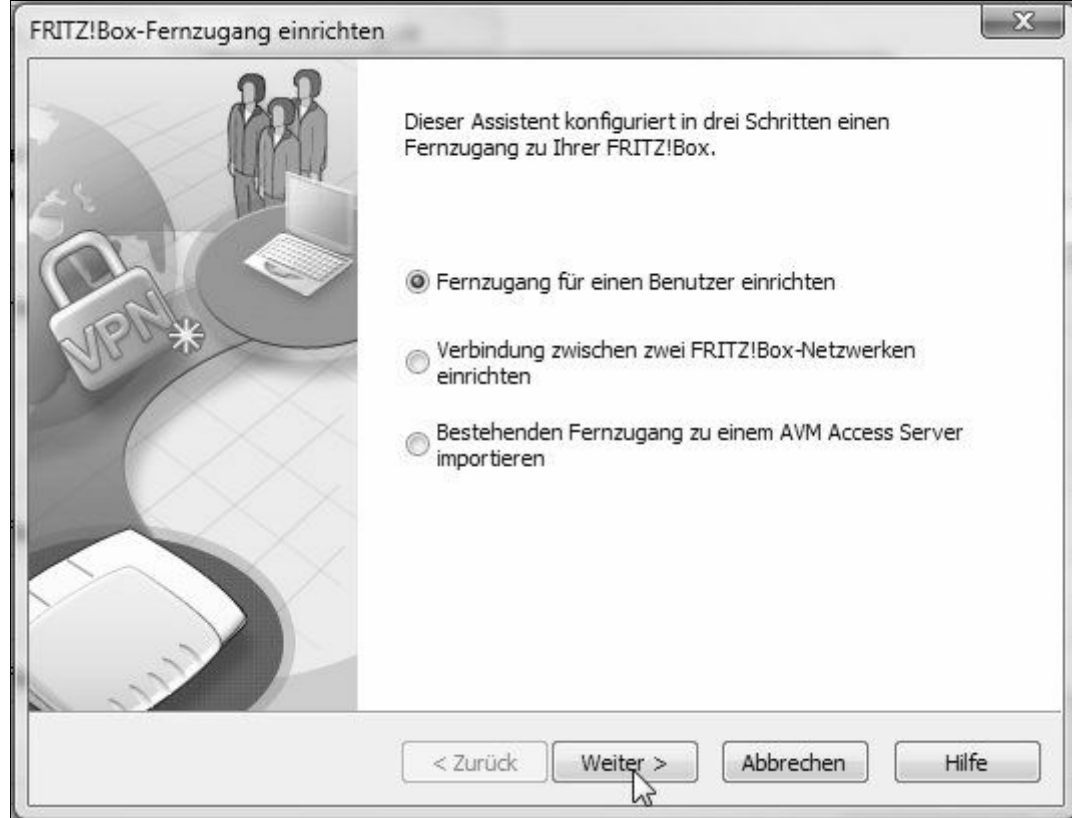 FRITZ!Box-Fernzugang einrichten
Dieser Assistent konfiguriert in drei Schritten einen
Fernzugang zu Ihrer FRITZ!Box.
Fernzugang für einen Benutzer einrichten
Verbindung zwischen zwei FRITZ!Box-Netzwerken
einrichten
Bestehenden Fernzugang zu einem AVM Access Server
importieren
VPN
< Zurück
Weiter >
Abbrechen
Hilfe